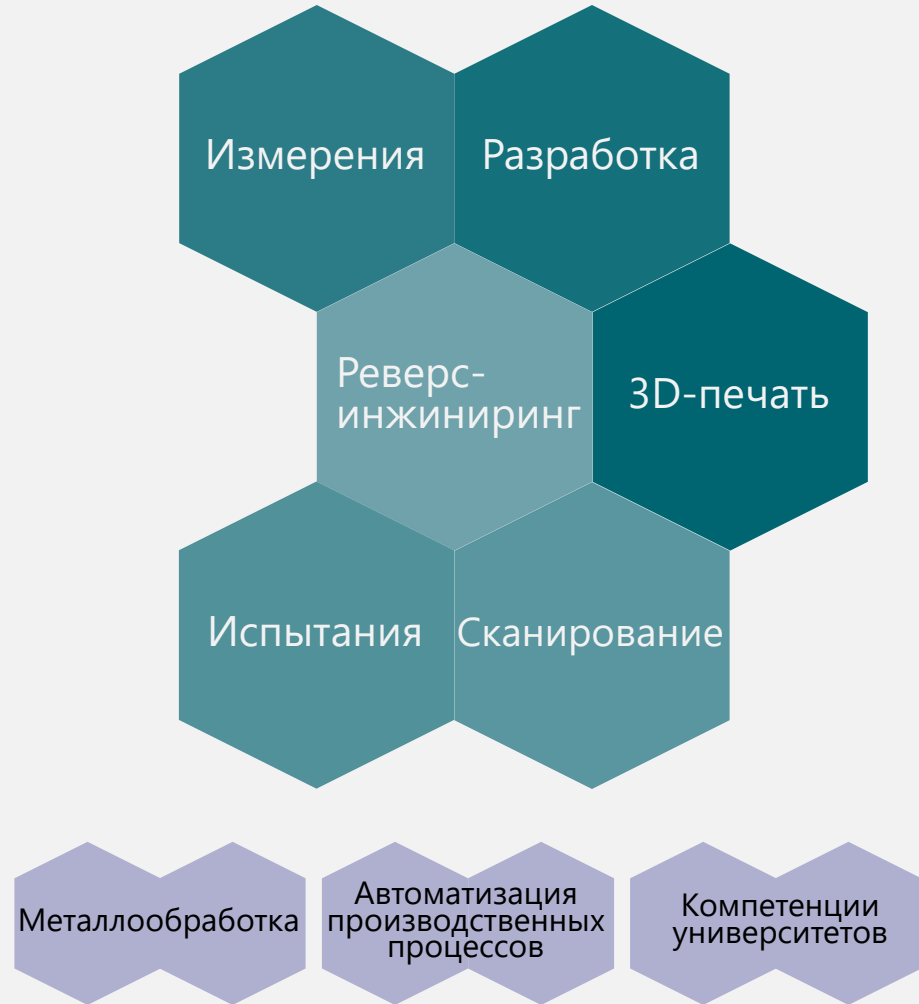 Измерения
Разработка
Реверс-
инжиниринг
3D-печать
Испытания
Сканирование
Металлообработка
Автоматизация
производственных
процессов
Компетенции
университетов